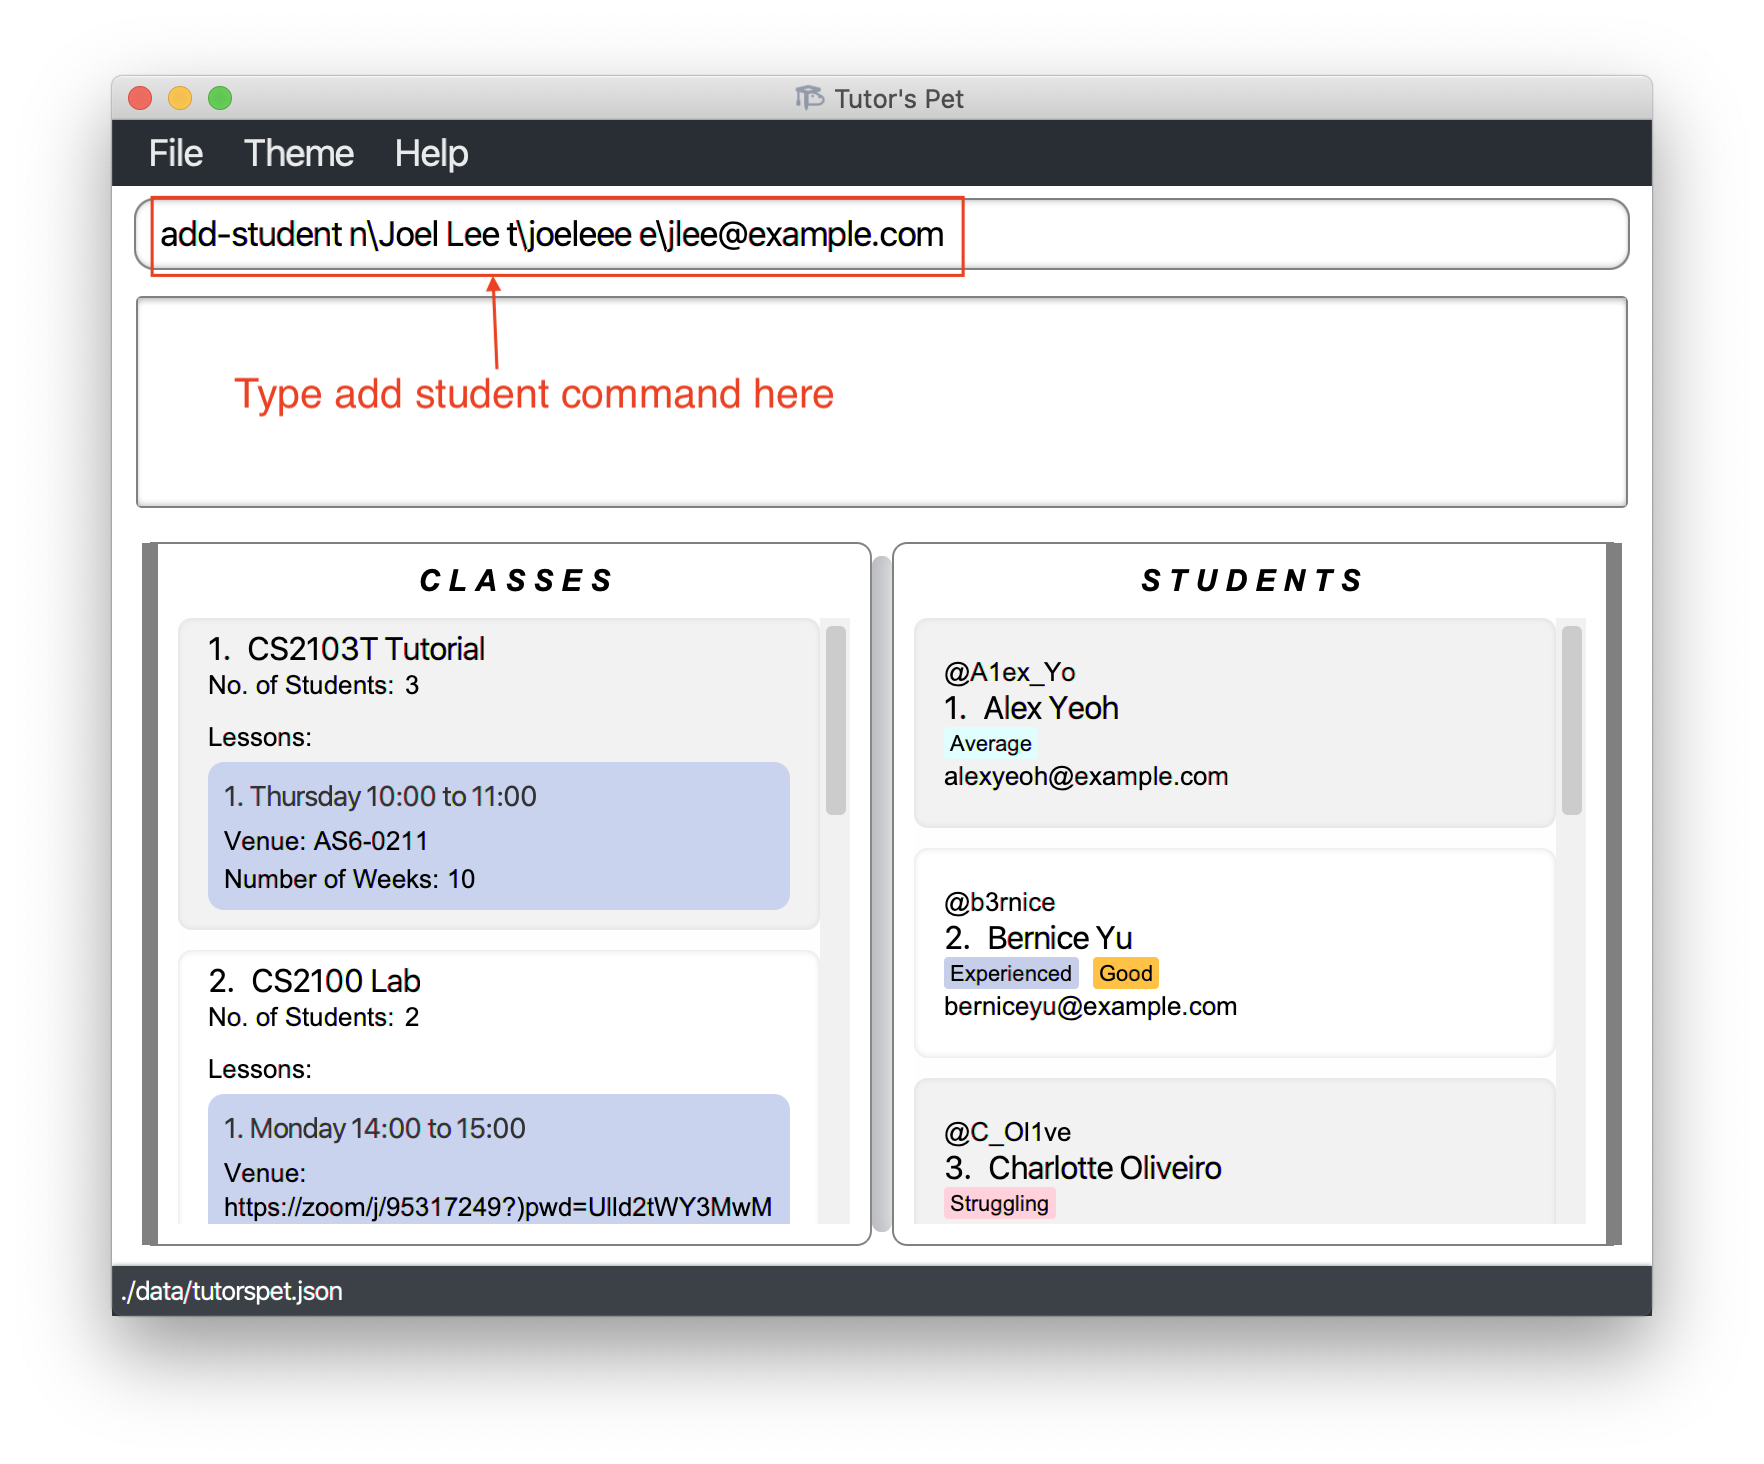 Tutor's Pet
File Theme Help
add-student n\Joel Lee t\joeleee e\jlee@example.com
Type add student command here
CLASSES
1. CS2103T Tutorial
No. of Students: 3
Lessons:
1. Thursday 10:00 to 11:00
Venue: AS6-0211
Number of Weeks: 10
2. CS2100 Lab
No. of Students: 2
Lessons:
1. Monday 14:00 to 15:00
Venue:
https://zoom/j/95317249?)pwd=Ulld2tWY3MwM
STUDENTS
@A1ex_Yo
1. Alex Yeoh
Average
alexyeoh@example.com
@b3rnice
2. Bernice Yu
Experienced Good
berniceyu@example.com
@C_Ol1ve
3. Charlotte Oliveiro
Struggling
./data/tutorspet.json